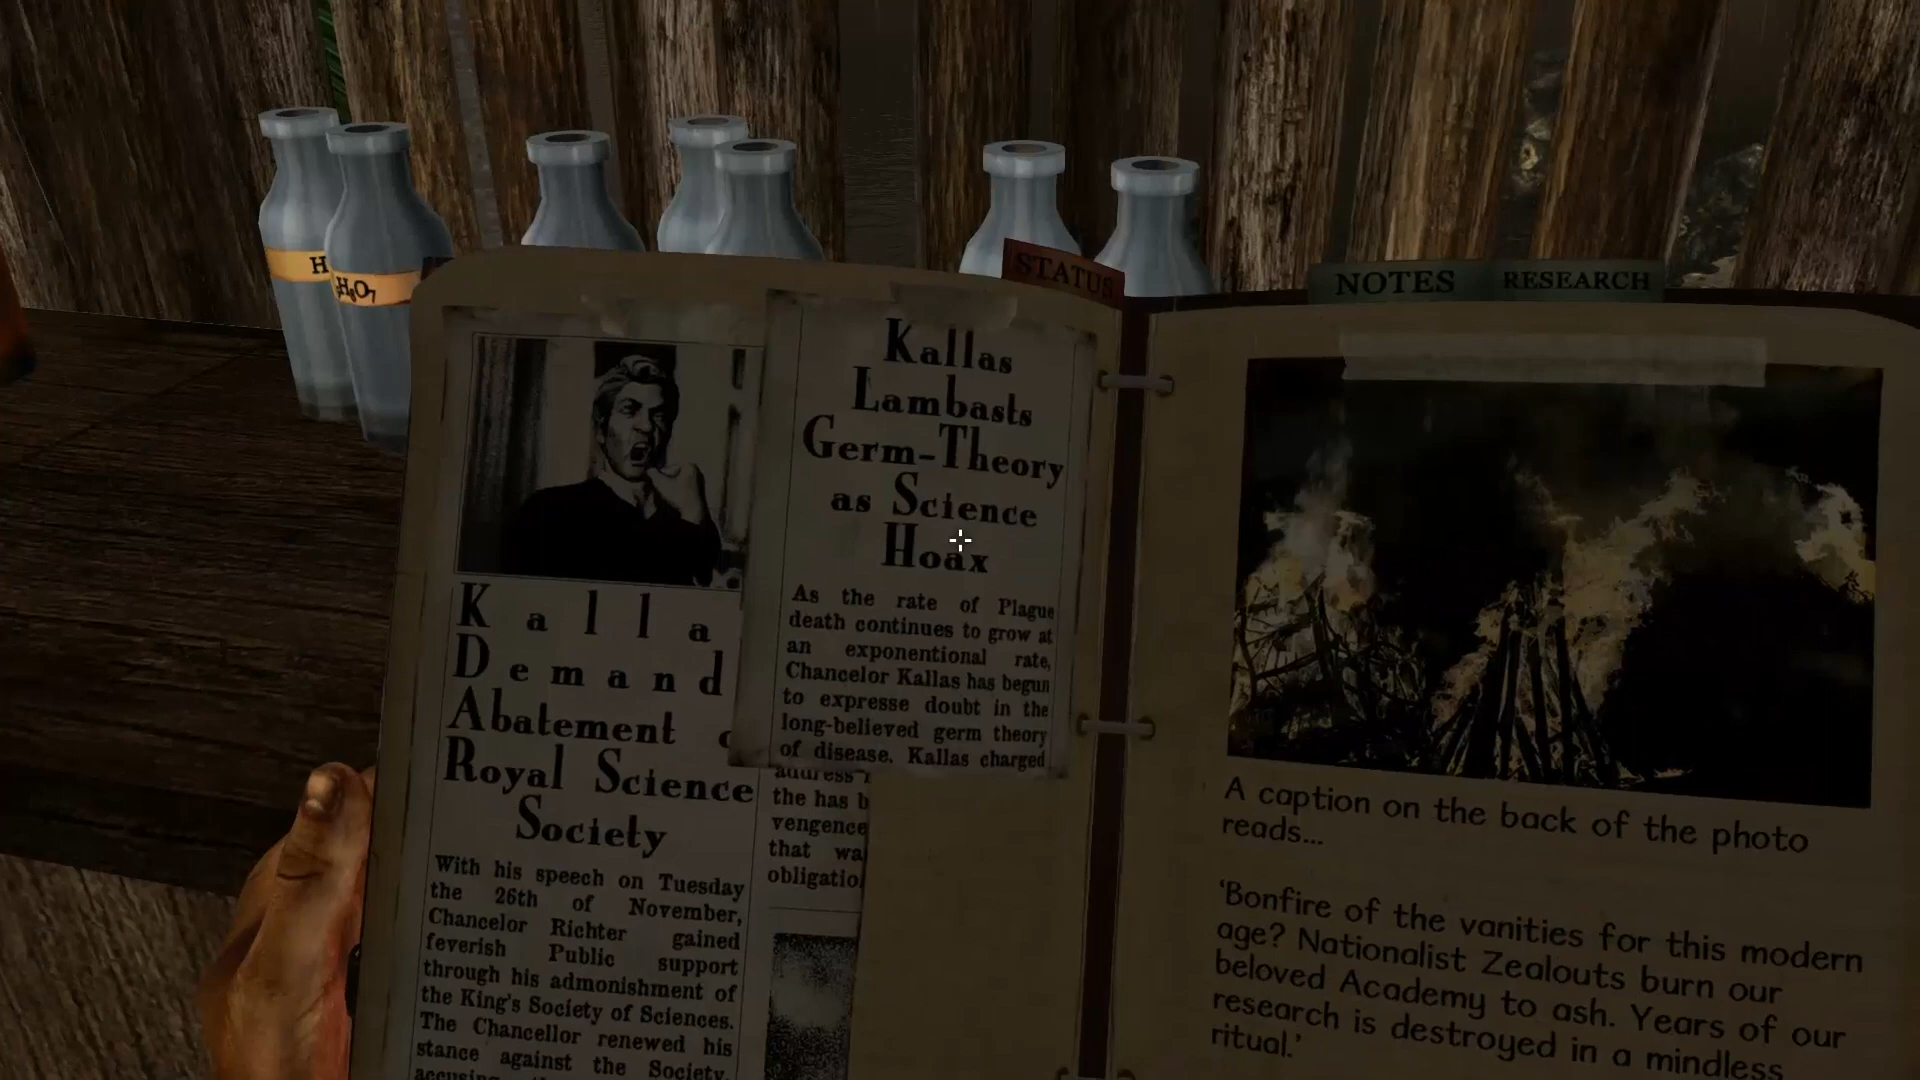 H
H8O7
STATUS
NOTES
RESEARCH
Kalla
Demand
Abatement
Royal Science
Society
With his speech on Tuesday
the 26th of November,
Chancelor Richter gained
feverish Public support
through his admonishment of
the King's Society of Sciences.
The Chancellor renewed his
stance against the Society,
Kallas
Lambasts
Germ-Theory
as Science
Hoax
As the rate of Plague
death continues to grow at
an exponentional rate,
Chancelor Kallas has begun
to expresse doubt in the
long-believed germ theory
of disease. Kallas charged
address
the has b
vengence
that wa
obligatio
A caption on the back of the photo
reads...
'Bonfire of the vanities for this modern
age? Nationalist Zealouts burn our
beloved Academy to ash. Years of our
research is destroyed in a mindless
ritual.'